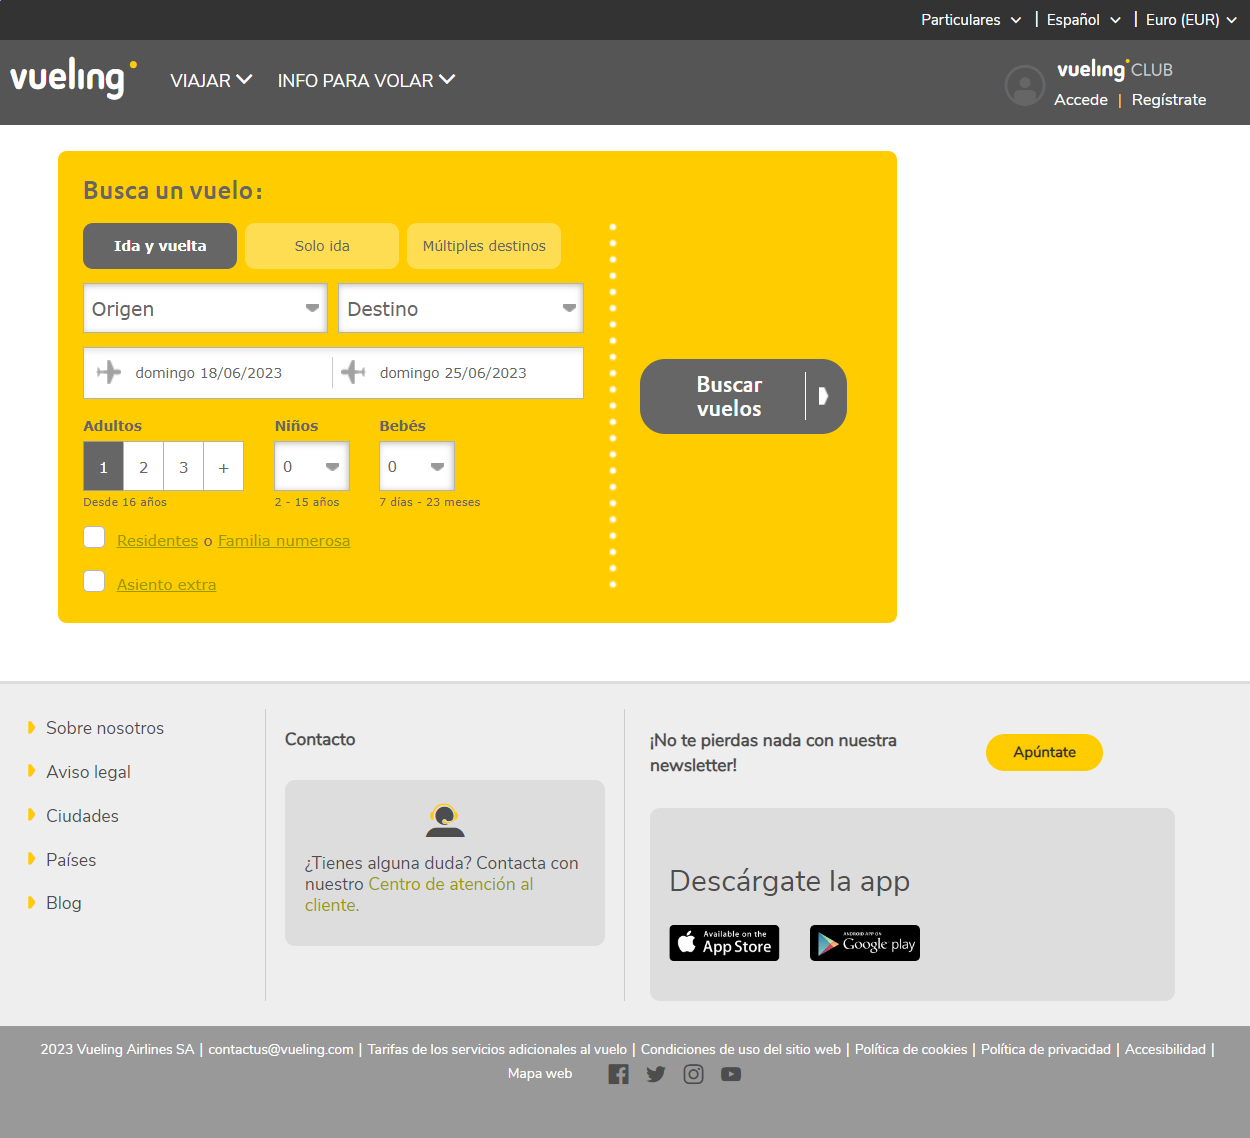 Particulares | Español | Euro (EUR)
vueling VIAJAR INFO PARA VOLAR
vueling CLUB
Accede | Regístrate
Busca un vuelo:
Ida y vuelta Solo ida Múltiples destinos
Origen Destino
domingo 18/06/2023 domingo 25/06/2023
Buscar
vuelos
Adultos Niños Bebés
1 2 3 + 0 0
Desde 16 años 2 - 15 años 7 días - 23 meses
Residentes o Familia numerosa
Asiento extra
Sobre nosotros
Aviso legal
Ciudades
Países
Blog
Contacto
¿Tienes alguna duda? Contacta con
nuestro Centro de atención al
cliente.
¡No te pierdas nada con nuestra
newsletter!
Apúntate
Descárgate la app
Available on the
App Store
ANDROID APP ON
Google play
2023 Vueling Airlines SA | contactus@vueling.com | Tarifas de los servicios adicionales al vuelo | Condiciones de uso del sitio web | Política de cookies | Política de privacidad | Accesibilidad |
Mapa web